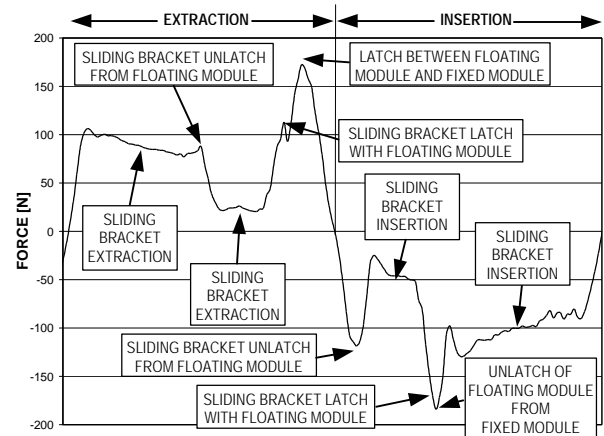 EXTRACTION
INSERTION
200
150
100
50
0
-50
-100
-150
-200
FORCE [N]
SLIDING BRACKET UNLATCH
FROM FLOATING MODULE
LATCH BETWEEN FLOATING
MODULE AND FIXED MODULE
SLIDING BRACKET LATCH
WITH FLOATING MODULE
SLIDING
BRACKET
EXTRACTION
SLIDING
BRACKET
EXTRACTION
SLIDING
BRACKET
INSERTION
SLIDING
BRACKET
INSERTION
SLIDING BRACKET UNLATCH
FROM FLOATING MODULE
SLIDING BRACKET LATCH
WITH FLOATING MODULE
UNLATCH OF
FLOATING MODULE
FROM
FIXED MODULE